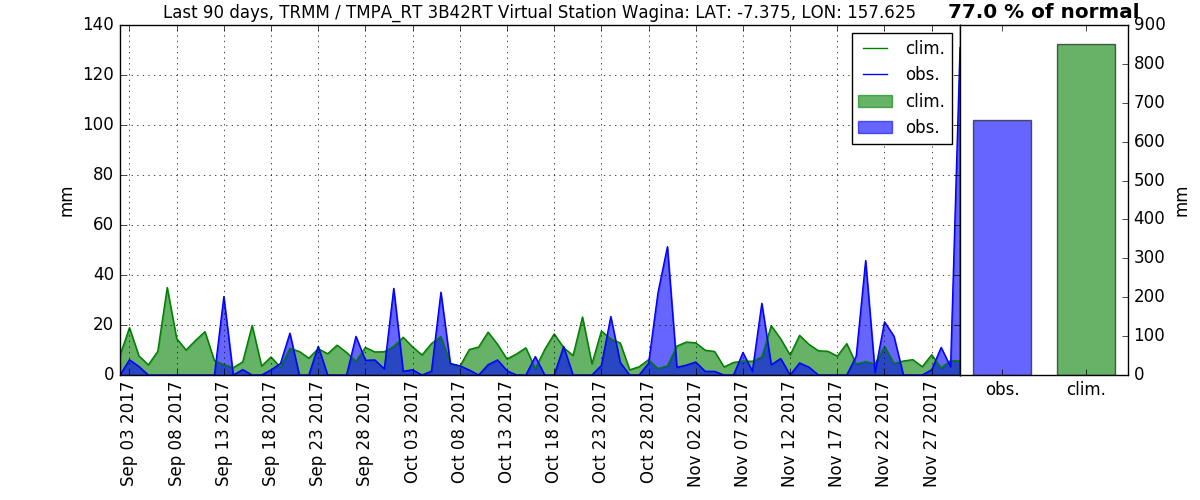 Last 90 days, TRMM / TMPA_RT 3B42RT Virtual Station Wagina: LAT: -7.375, LON: 157.625
77.0 % of normal
clim.
obs.
clim.
obs.
mm
140
120
100
80
60
40
20
0
Sep 03 2017
Sep 08 2017
Sep 13 2017
Sep 18 2017
Sep 23 2017
Sep 28 2017
Oct 03 2017
Oct 08 2017
Oct 13 2017
Oct 18 2017
Oct 23 2017
Oct 28 2017
Nov 02 2017
Nov 07 2017
Nov 12 2017
Nov 17 2017
Nov 22 2017
Nov 27 2017
900
800
700
600
500
400
300
200
100
0
mm
obs.
clim.